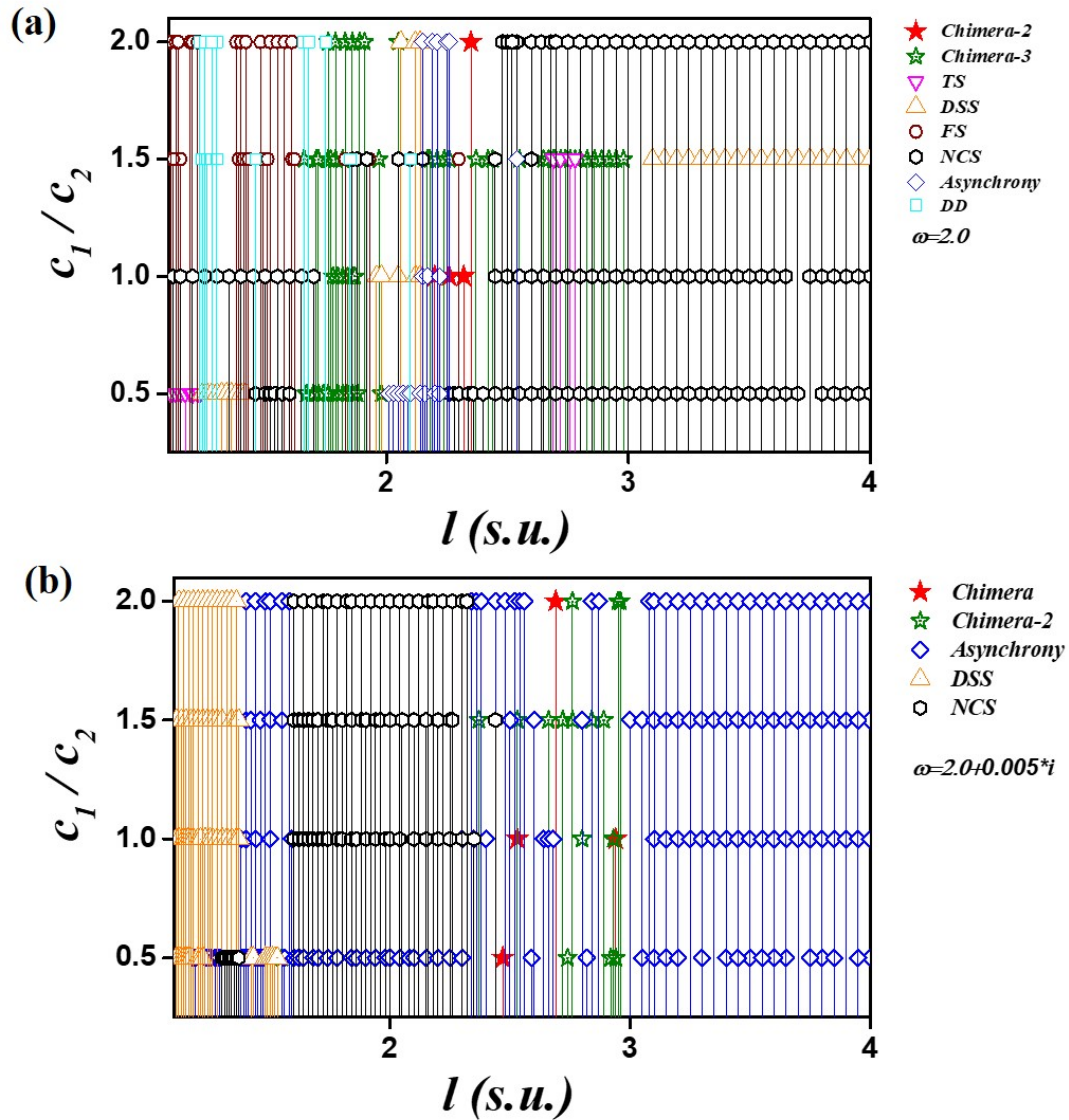 (a)
2.0
1.5
1.0
0.5
c1 / c2
2
3
4
l (s.u.)
Chimera-2
Chimera-3
TS
DSS
FS
NCS
Asynchrony
DD
ω=2.0
(b)
2.0
1.5
1.0
0.5
c1 / c2
2
3
4
l (s.u.)
Chimera
Chimera-2
Asynchrony
DSS
NCS
ω=2.0+0.005*i